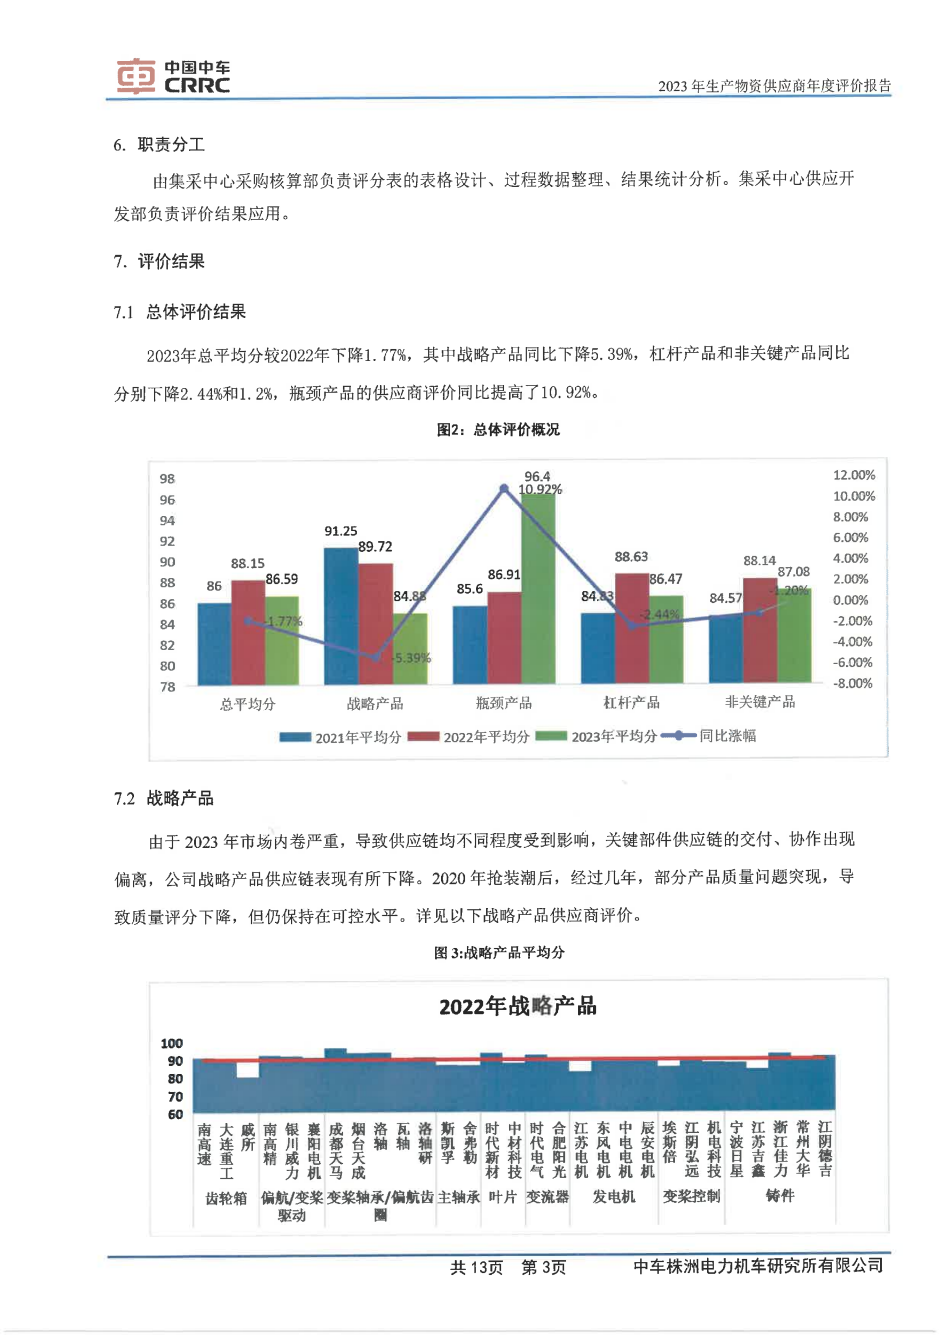 中国中车
CRRC
2023 年生产物资供应商年度评价报告
6. 职责分工
由集采中心采购核算部负责评分表的表格设计、过程数据整理、结果统计分析。集采中心供应开
发部负责评价结果应用。
7. 评价结果
7.1 总体评价结果
2023年总平均分较2022年下降1.77%，其中战略产品同比下降5.39%，杠杆产品和非关键产品同比
分别下降2.44%和1.2%，瓶颈产品的供应商评价同比提高了10.92%。
图2：总体评价概况
98 96 94 92 90 88 86 84 82 80 78
12.00% 10.00% 8.00% 6.00% 4.00% 2.00% 0.00% -2.00% -4.00% -6.00% -8.00%
86 88.15 86.59 -1.77%
91.25 89.72 84.88 -5.39%
85.6 86.91 96.4 10.92%
84.83 88.63 86.47 -2.44%
84.57 88.14 87.08 -1.20%
总平均分 战略产品 瓶颈产品 杠杆产品 非关键产品
2021年平均分 2022年平均分 2023年平均分 同比涨幅
7.2 战略产品
由于 2023 年市场内卷严重，导致供应链均不同程度受到影响，关键部件供应链的交付、协作出现
偏离，公司战略产品供应链表现有所下降。2020 年抢装潮后，经过几年，部分产品质量问题突现，导
致质量评分下降，但仍保持在可控水平。详见以下战略产品供应商评价。
图 3:战略产品平均分
2022年战略产品
100
90
80
70
60
南高速 大连重工 戚所 南高精 银川威力 襄阳电机 成都天马 烟台天成 洛轴 瓦轴 洛轴研 斯凯孚 舍弗勒 时代新材 中材科技 时代电气 合肥阳光 江苏电机 东风电机 中电电机 辰安电机 埃斯倍 江阴弘远 机电科技 宁波日星 江苏吉鑫 浙江佳力 常州大华 江阴德吉
齿轮箱 偏航/变桨驱动 变桨轴承/偏航齿圈 主轴承 叶片 变流器 发电机 变桨控制 铸件
共 13页 第 3页
中车株洲电力机车研究所有限公司